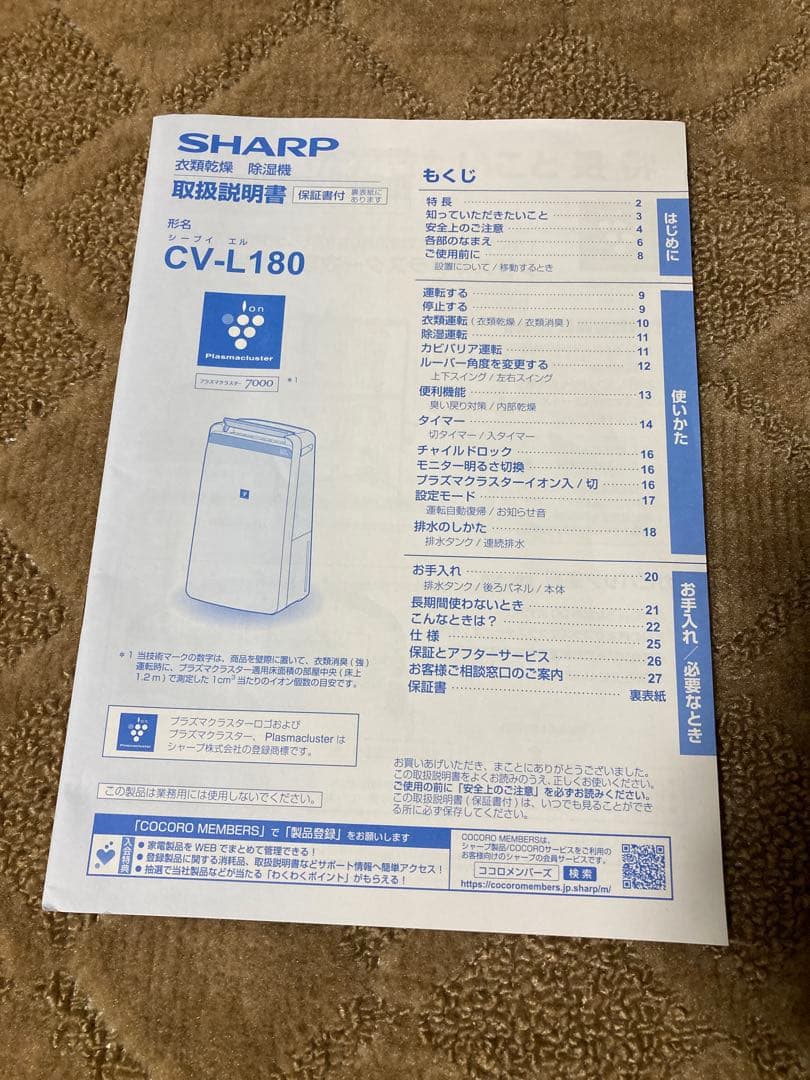 SHARP
衣類乾燥 除湿機
取扱説明書 保証書付 裏表紙にあります
形名
シーブイ エル
CV-L180
Ion
Plasmacluster
プラズマクラスター 7000 *1
*1 当技術マークの数字は、商品を壁際に置いて、衣類消臭(強)
運転時に、プラズマクラスター適用床面積の部屋中央(床上
1.2m)で測定した1cm³当たりのイオン個数の目安です。
Ion
Plasmacluster
プラズマクラスターロゴおよび
プラズマクラスター、Plasmaclusterは
シャープ株式会社の登録商標です。
この製品は業務用には使用しないでください。
もくじ
はじめに
特長 2
知っていただきたいこと 3
安全上のご注意 4
各部のなまえ 6
ご使用前に 8
設置について/移動するとき
使いかた
運転する 9
停止する 9
衣類運転(衣類乾燥/衣類消臭) 10
除湿運転 11
カビバリア運転 11
ルーバー角度を変更する 12
上下スイング/左右スイング
便利機能 13
臭い戻り対策/内部乾燥
タイマー 14
切タイマー/入タイマー
チャイルドロック 16
モニター明るさ切換 16
プラズマクラスターイオン入/切 16
設定モード 17
運転自動復帰/お知らせ音
排水のしかた 18
排水タンク/連続排水
お手入れ/必要なとき
お手入れ 20
排水タンク/後ろパネル/本体
長期間使わないとき 21
こんなときは? 22
仕様 25
保証とアフターサービス 26
お客様ご相談窓口のご案内 27
保証書 裏表紙
お買いあげいただき、まことにありがとうございました。
この取扱説明書をよくお読みのうえ、正しくお使いください。
ご使用の前に「安全上のご注意」を必ずお読みください。
この取扱説明書(保証書付)は、いつでも見ることができ
る所に必ず保存してください。
「COCORO MEMBERS」で「製品登録」をお願いします
入会特典
● 家電製品をWEBでまとめて管理できる!
● 登録製品に関する消耗品、取扱説明書などサポート情報へ簡単アクセス!
● 抽選で当社製品などが当たる「わくわくポイント」がもらえる!
COCORO MEMBERSは、
シャープ製品/COCOROサービスをご利用の
お客様向けのシャープの会員サービスです。
ココロメンバーズ 検索
https://cocoromembers.jp.sharp/m/